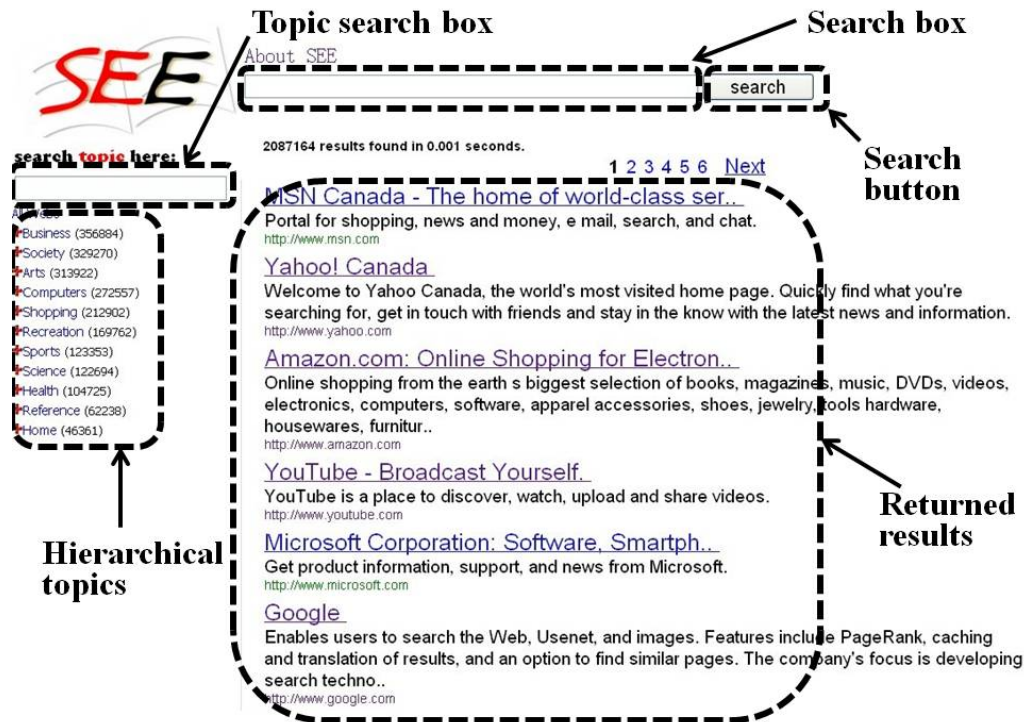 Topic search box
Search box
SEE
About SEE
search
search topic here:
2087164 results found in 0.001 seconds.
Search
button
1 2 3 4 5 6 Next
MSN Canada - The home of world-class ser..
Portal for shopping, news and money, e mail, search, and chat.
http://www.msn.com
Business (356884)
Society (329270)
Arts (313922)
Computers (272557)
Shopping (212902)
Recreation (169762)
Sports (123353)
Science (122694)
Health (104725)
Reference (62238)
Home (46361)
Yahoo! Canada
Welcome to Yahoo Canada, the world's most visited home page. Quickly find what you're
searching for, get in touch with friends and stay in the know with the latest news and information.
http://www.yahoo.com
Amazon.com: Online Shopping for Electron..
Online shopping from the earth s biggest selection of books, magazines, music, DVDs, videos,
electronics, computers, software, apparel accessories, shoes, jewelry, tools hardware,
housewares, furnitur..
http://www.amazon.com
YouTube - Broadcast Yourself.
YouTube is a place to discover, watch, upload and share videos.
http://www.youtube.com
Returned
results
Hierarchical
topics
Microsoft Corporation: Software, Smartph..
Get product information, support, and news from Microsoft.
http://www.microsoft.com
Google
Enables users to search the Web, Usenet, and images. Features include PageRank, caching
and translation of results, and an option to find similar pages. The company's focus is developing
search techno..
http://www.google.com